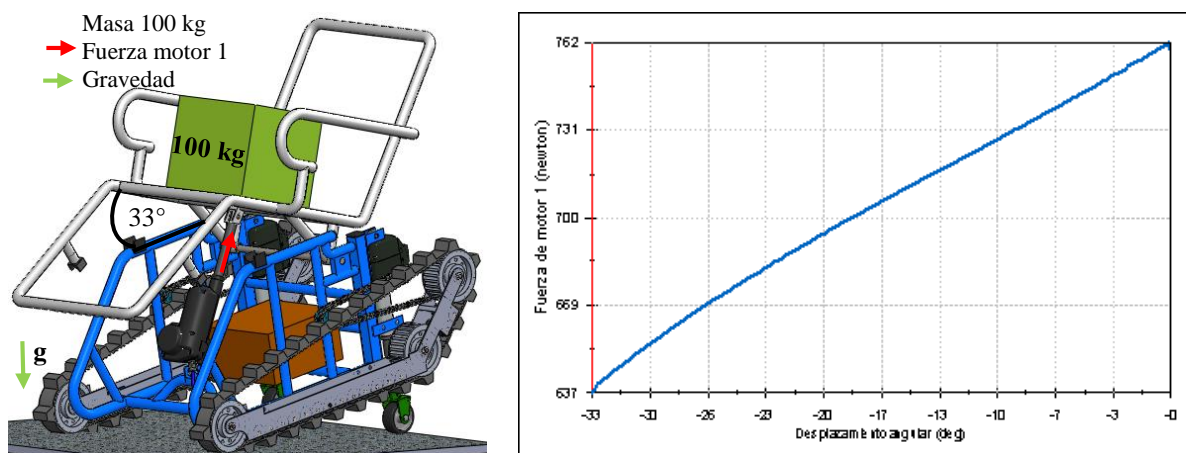 Masa 100 kg
Fuerza motor 1
Gravedad
100 kg
33°
g
Fuerza de motor 1 (newton)
762
731
700
669
637
-33 -30 -26 -23 -20 -17 -13 -10 -7 -3 -0
Desplazamiento angular (deg)